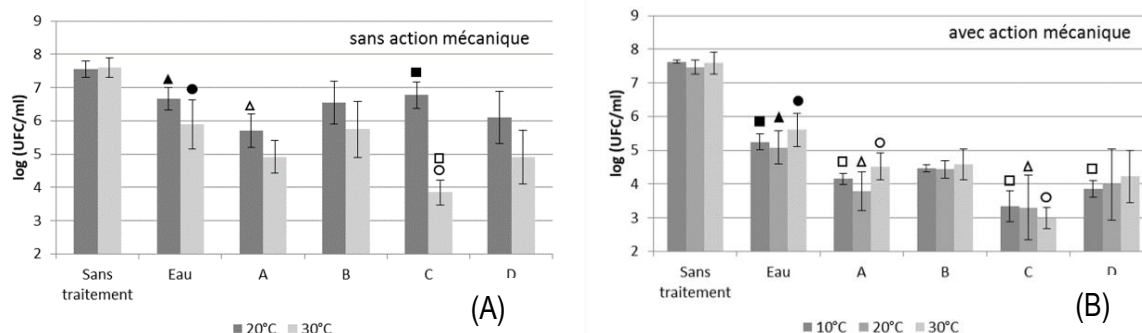 sans action mécanique
log (UFC/ml)
9
8
7
6
5
4
3
2
Sans traitement Eau A B C D
20°C 30°C
(A)
avec action mécanique
log (UFC/ml)
9
8
7
6
5
4
3
2
Sans traitement Eau A B C D
10°C 20°C 30°C
(B)